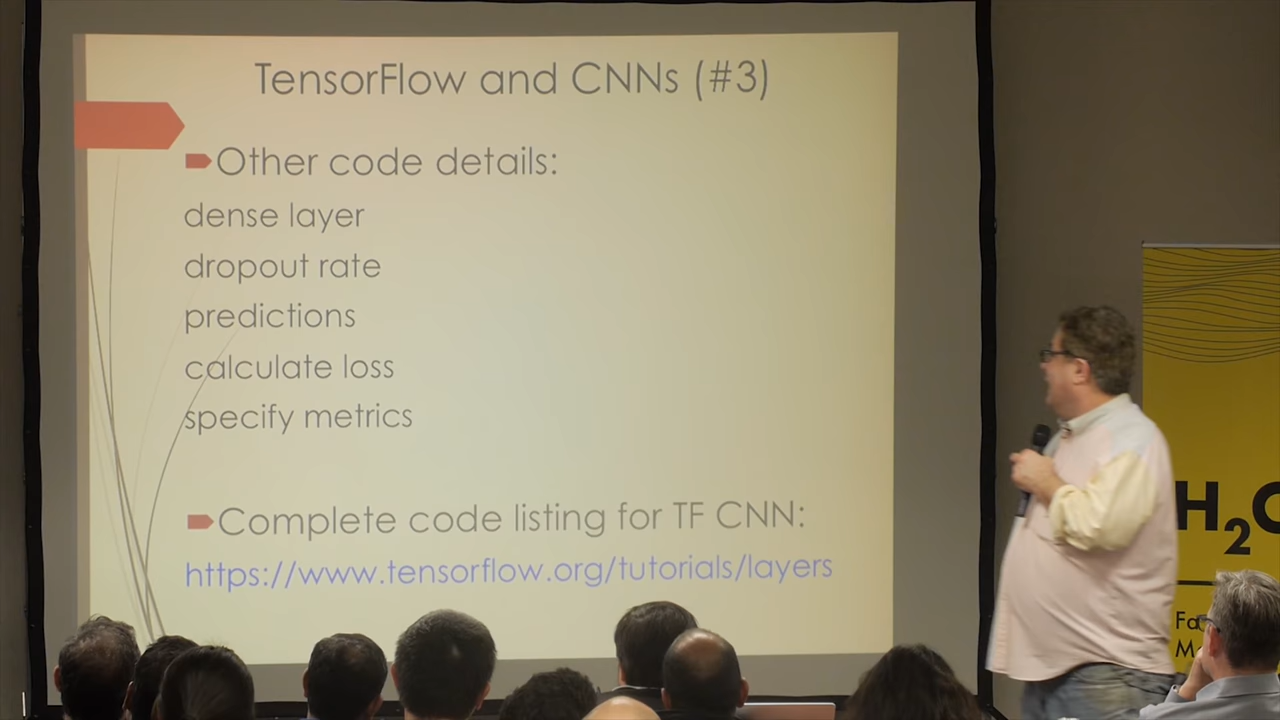 TensorFlow and CNNs (#3)
Other code details:
dense layer
dropout rate
predictions
calculate loss
specify metrics
Complete code listing for TF CNN:
https://www.tensorflow.org/tutorials/layers
H2O